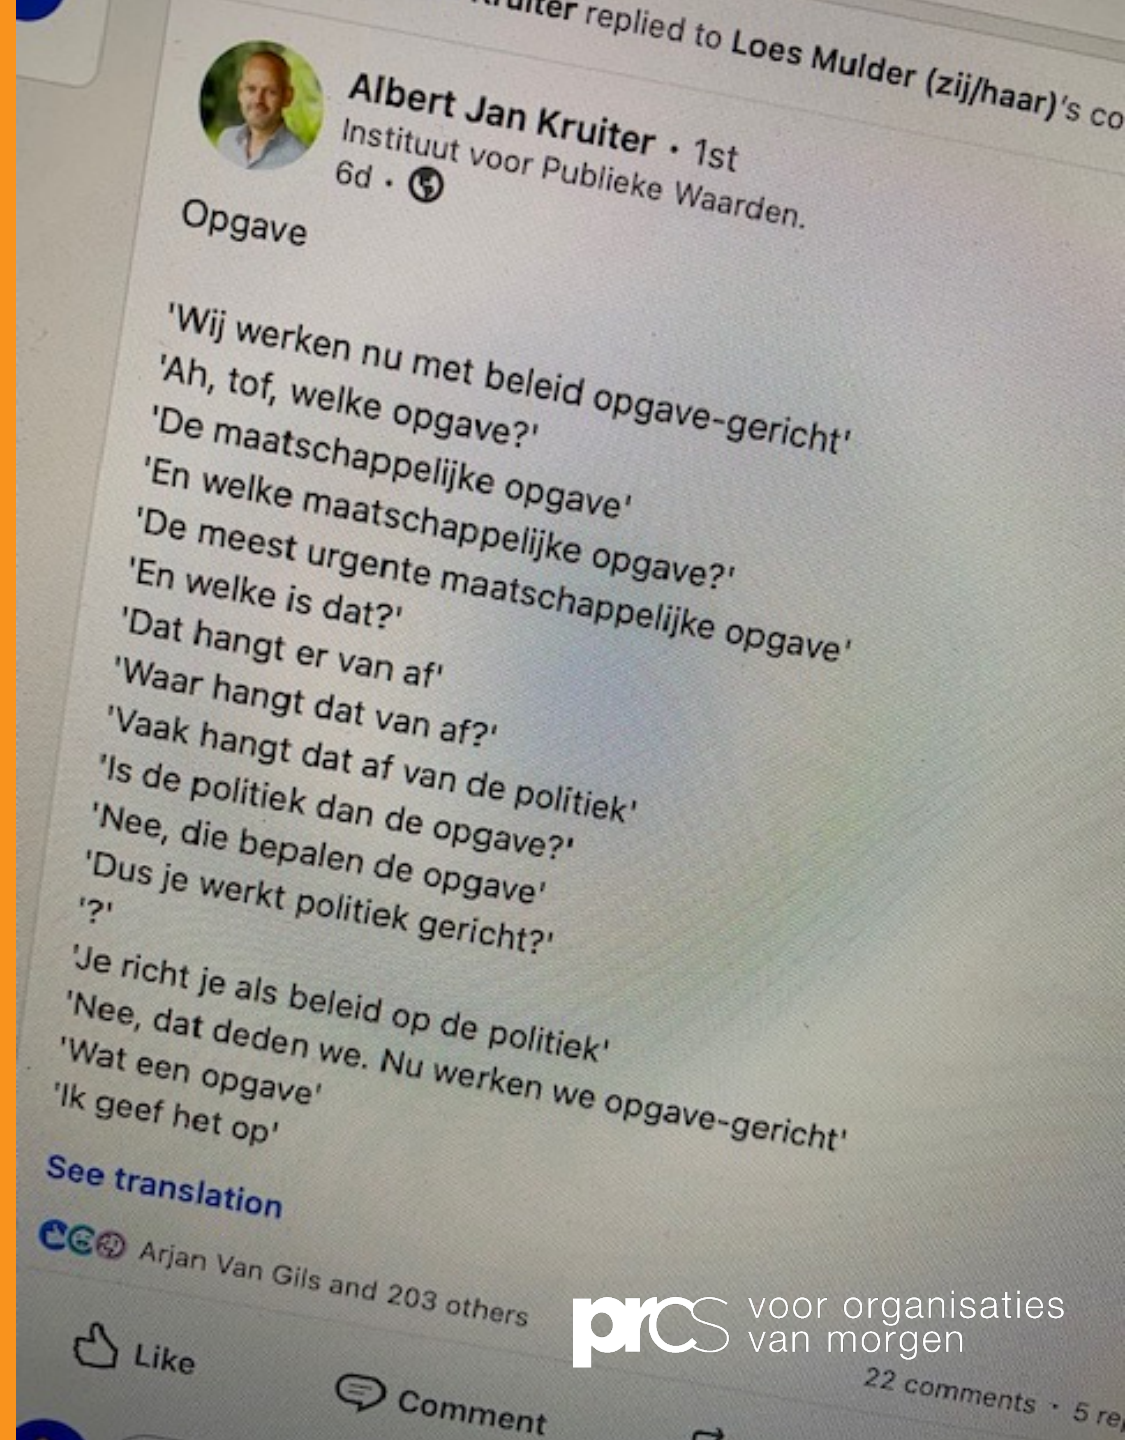 replied to Loes Mulder (zij/haar)'s co
Albert Jan Kruiter • 1st
Instituut voor Publieke Waarden.
6d •
Opgave
'Wij werken nu met beleid opgave-gericht'
'Ah, tof, welke opgave?'
'De maatschappelijke opgave'
'En welke maatschappelijke opgave?'
'De meest urgente maatschappelijke opgave'
'En welke is dat?'
'Dat hangt er van af'
'Waar hangt dat van af?'
'Vaak hangt dat af van de politiek'
'Is de politiek dan de opgave?'
'Nee, die bepalen de opgave'
'Dus je werkt politiek gericht?'
'?'
'Je richt je als beleid op de politiek'
'Nee, dat deden we. Nu werken we opgave-gericht'
'Wat een opgave'
'Ik geef het op'
See translation
Arjan Van Gils and 203 others
prcs voor organisaties
van morgen
22 comments • 5 re
Like
Comment